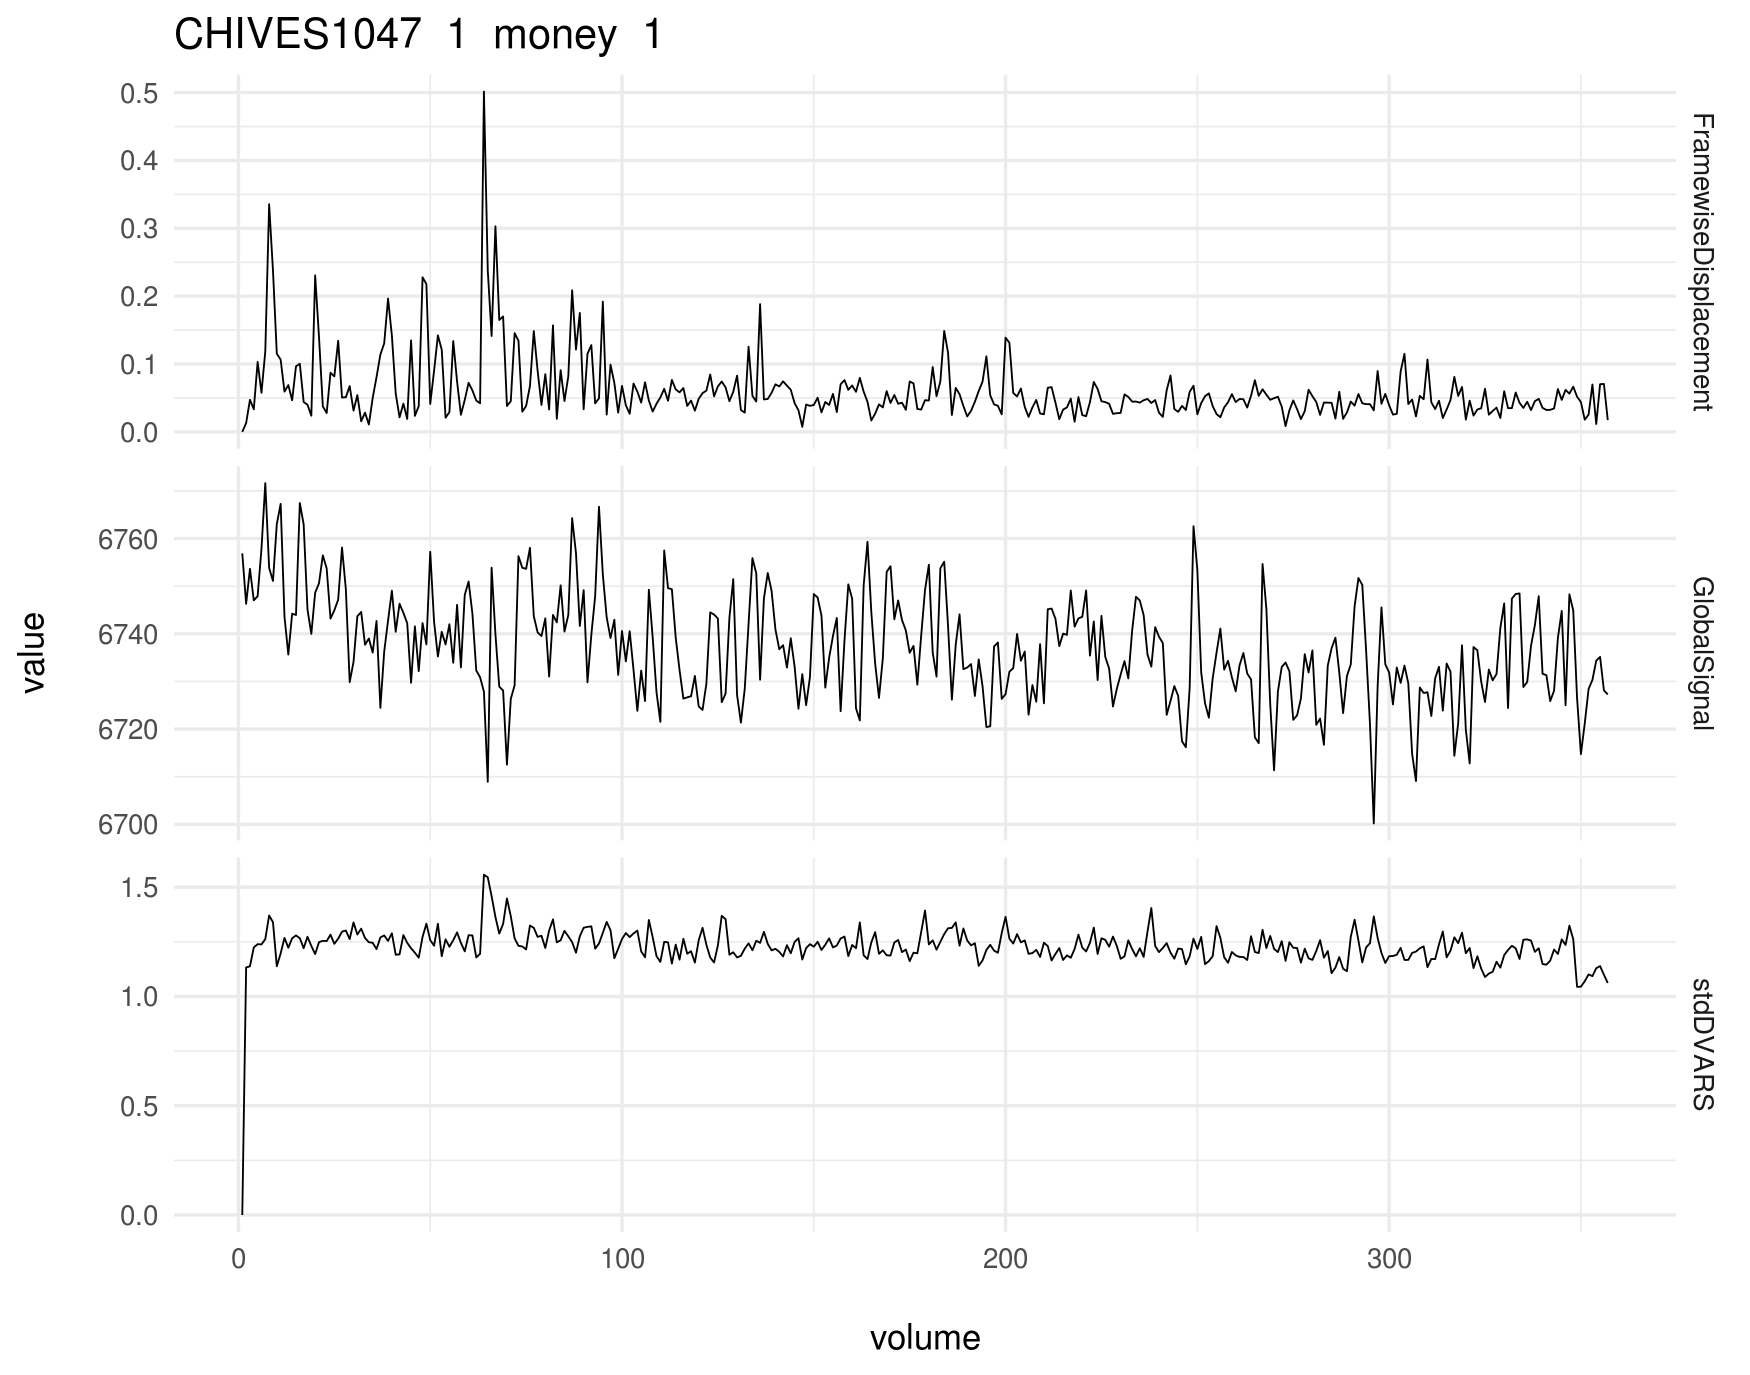 CHIVES1047 1 money 1
0.5
0.4
0.3
0.2
0.1
0.0
FramewiseDisplacement
6760
6740
6720
6700
GlobalSignal
1.5
1.0
0.5
0.0
stdDVARS
value
0 100 200 300
volume